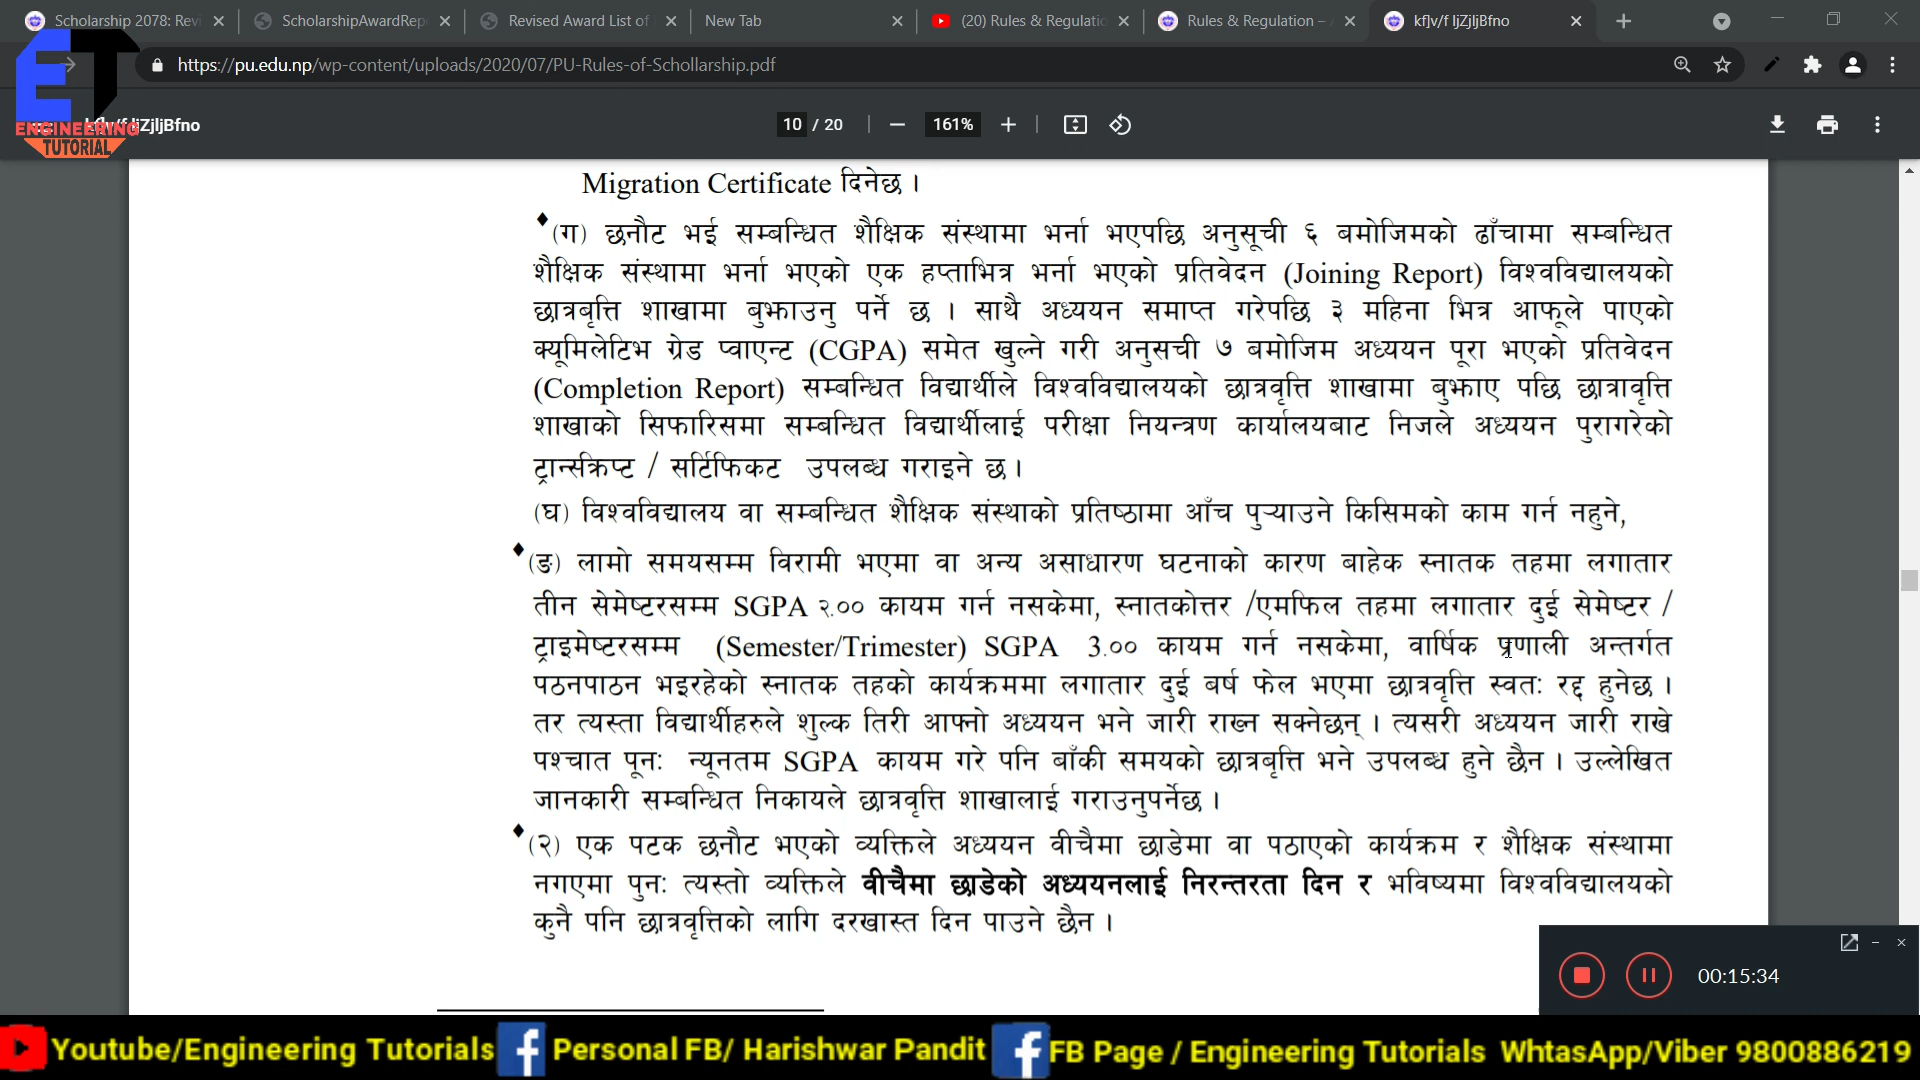 Scholarship 2078: Revi
ScholarshipAwardRep
Revised Award List of
New Tab
(20) Rules & Regulatio
Rules & Regulation –
kf]v/f ljZjljBfno
https://pu.edu.np/wp-content/uploads/2020/07/PU-Rules-of-Schollarship.pdf
ET
ENGINEERING
TUTORIAL
10 / 20
161%
Migration Certificate दिनेछ ।
(ग) छनौट भई सम्बन्धित शैक्षिक संस्थामा भर्ना भएपछि अनुसूची ६ बमोजिमको ढाँचामा सम्बन्धित
शैक्षिक संस्थामा भर्ना भएको एक हप्ताभित्र भर्ना भएको प्रतिवेदन (Joining Report) विश्वविद्यालयको
छात्रबृत्ति शाखामा बुझाउनु पर्ने छ । साथै अध्ययन समाप्त गरेपछि ३ महिना भित्र आफूले पाएको
क्यूमिलेटिभ ग्रेड प्वाएन्ट (CGPA) समेत खुल्ने गरी अनुसची ७ बमोजिम अध्ययन पूरा भएको प्रतिवेदन
(Completion Report) सम्बन्धित विद्यार्थीले विश्वविद्यालयको छात्रवृत्ति शाखामा बुझाए पछि छात्रावृत्ति
शाखाको सिफारिसमा सम्बन्धित विद्यार्थीलाई परीक्षा नियन्त्रण कार्यालयबाट निजले अध्ययन पुरागरेको
ट्रान्सक्रिप्ट / सर्टिफिकट उपलब्ध गराइने छ ।
(घ) विश्वविद्यालय वा सम्बन्धित शैक्षिक संस्थाको प्रतिष्ठामा आँच पुऱ्याउने किसिमको काम गर्न नहुने,
(ङ) लामो समयसम्म विरामी भएमा वा अन्य असाधारण घटनाको कारण बाहेक स्नातक तहमा लगातार
तीन सेमेष्टरसम्म SGPA २.०० कायम गर्न नसकेमा, स्नातकोत्तर /एमफिल तहमा लगातार दुई सेमेष्टर /
ट्राइमेष्टरसम्म (Semester/Trimester) SGPA 3.०० कायम गर्न नसकेमा, वार्षिक प्रणाली अन्तर्गत
पठनपाठन भइरहेको स्नातक तहको कार्यक्रममा लगातार दुई बर्ष फेल भएमा छात्रवृत्ति स्वतः रद्द हुनेछ ।
तर त्यस्ता विद्यार्थीहरुले शुल्क तिरी आफ्नो अध्ययन भने जारी राख्न सक्नेछन् । त्यसरी अध्ययन जारी राखे
पश्चात पूनः न्यूनतम SGPA कायम गरे पनि बाँकी समयको छात्रबृत्ति भने उपलब्ध हुने छैन । उल्लेखित
जानकारी सम्बन्धित निकायले छात्रवृत्ति शाखालाई गराउनुपर्नेछ ।
(२) एक पटक छनौट भएको व्यक्तिले अध्ययन वीचैमा छाडेमा वा पठाएको कार्यक्रम र शैक्षिक संस्थामा
नगएमा पुनः त्यस्तो व्यक्तिले वीचैमा छाडेको अध्ययनलाई निरन्तरता दिन र भविष्यमा विश्वविद्यालयको
कुनै पनि छात्रवृत्तिको लागि दरखास्त दिन पाउने छैन ।
00:15:34
Youtube/Engineering Tutorials Personal FB/ Harishwar Pandit FB Page / Engineering Tutorials WhtasApp/Viber 9800886219